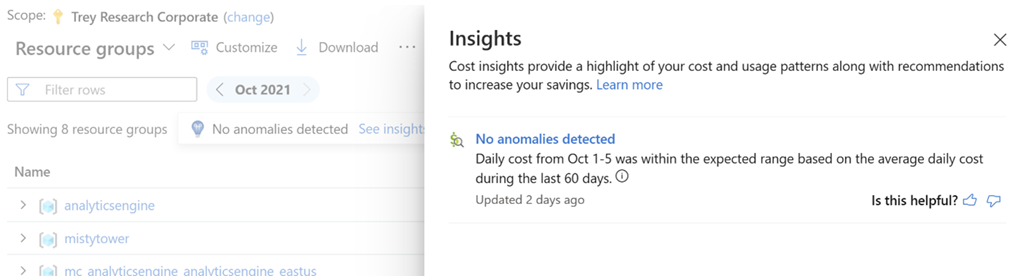 Scope: Trey Research Corporate (change)
Resource groups Customize Download ...
Filter rows Oct 2021
Showing 8 resource groups No anomalies detected See insights
Name
analyticsengine
mistytower
mc_analyticsengine_analyticsengine_eastus
Insights
Cost insights provide a highlight of your cost and usage patterns along with recommendations
to increase your savings. Learn more
No anomalies detected
Daily cost from Oct 1-5 was within the expected range based on the average daily cost
during the last 60 days.
Updated 2 days ago Is this helpful?